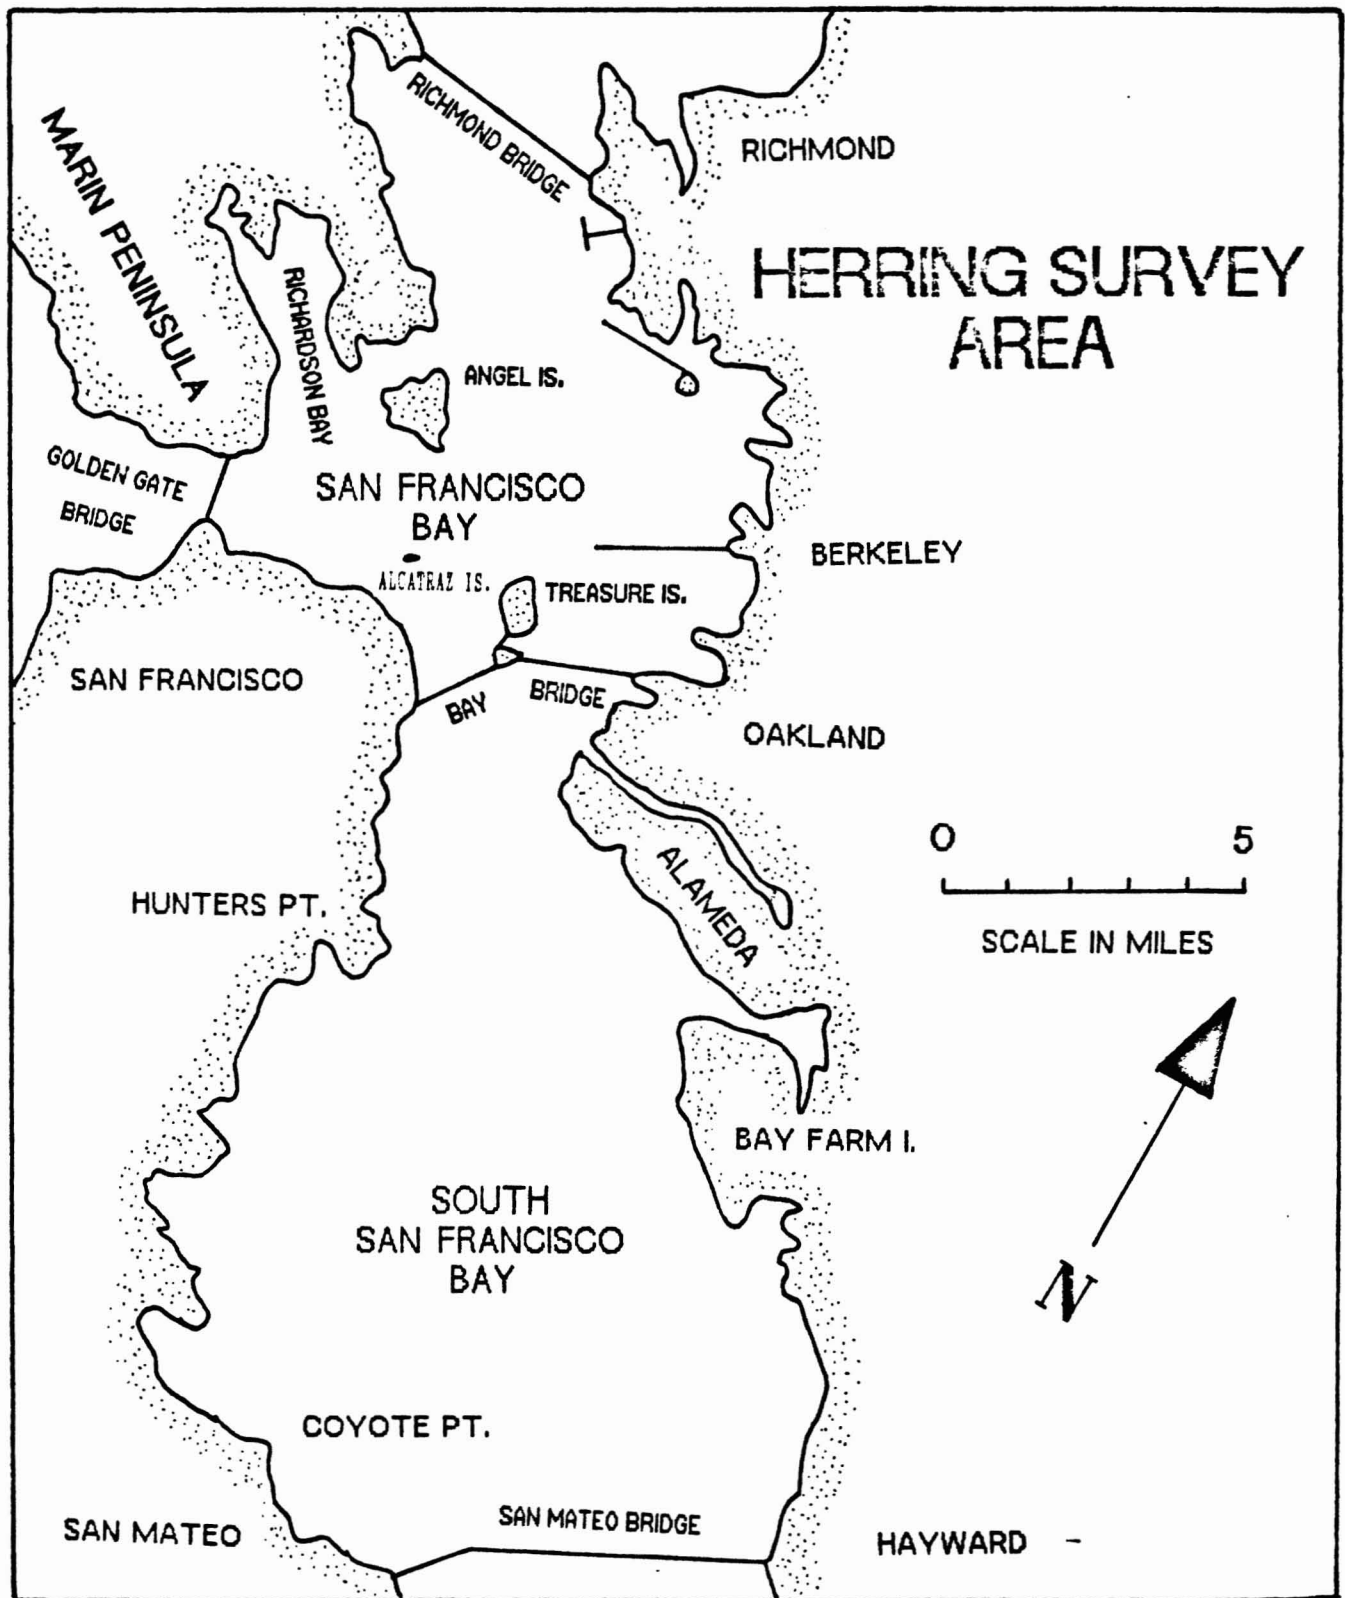 RICHMOND BRIDGE
MARIN PENINSULA
RICHMOND
HERRING SURVEY
AREA
RICHARDSON BAY
ANGEL IS.
GOLDEN GATE
BRIDGE
SAN FRANCISCO
BAY
BERKELEY
ALCATRAZ IS.
TREASURE IS.
SAN FRANCISCO
BAY
BRIDGE
OAKLAND
0
5
ALAMEDA
HUNTERS PT.
SCALE IN MILES
BAY FARM I.
SOUTH
SAN FRANCISCO
BAY
N
COYOTE PT.
SAN MATEO BRIDGE
SAN MATEO
HAYWARD